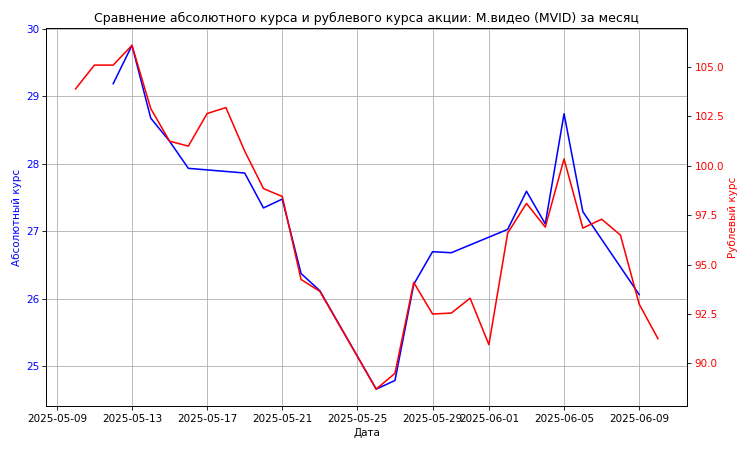 Сравнение абсолютного курса и рублевого курса акции: М.видео (MVID) за месяц
30
29
28
27
26
25
Абсолютный курс
105.0
102.5
100.0
97.5
95.0
92.5
90.0
Рублевый курс
2025-05-09 2025-05-13 2025-05-17 2025-05-21 2025-05-25 2025-05-29 2025-06-01 2025-06-05 2025-06-09
Дата